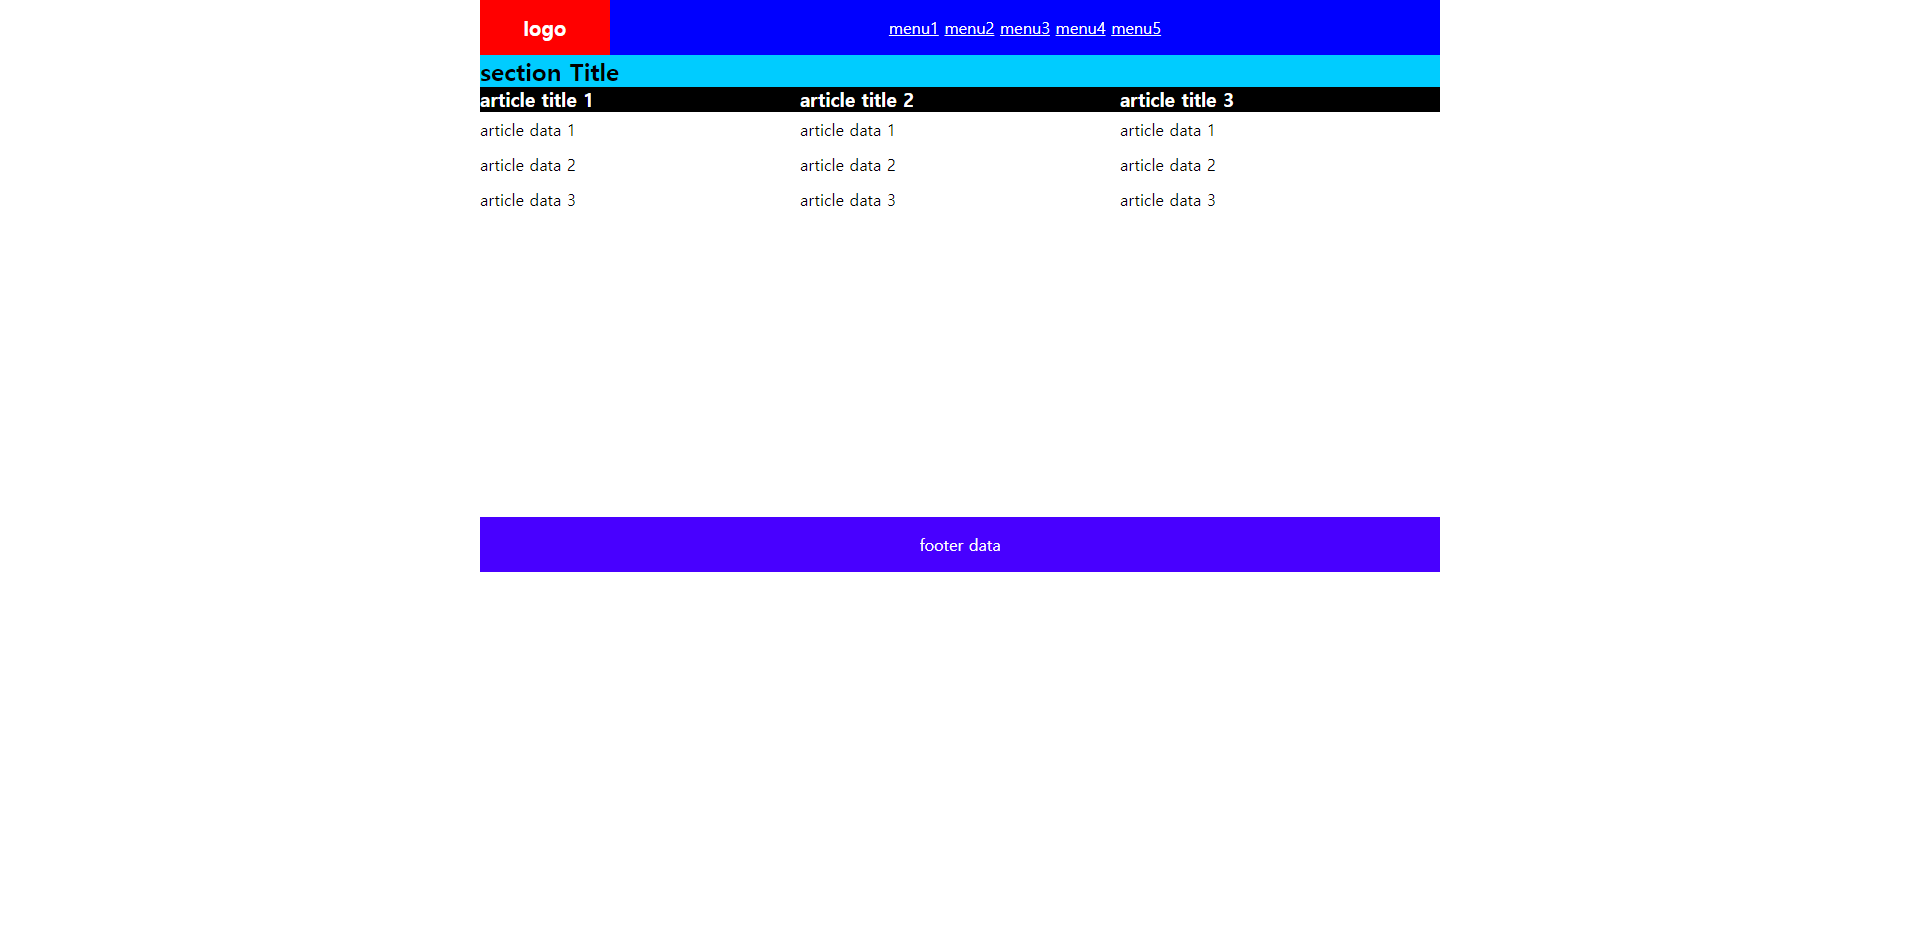 logo
menu1 menu2 menu3 menu4 menu5
section Title
article title 1
article data 1
article data 2
article data 3
article title 2
article data 1
article data 2
article data 3
article title 3
article data 1
article data 2
article data 3
footer data